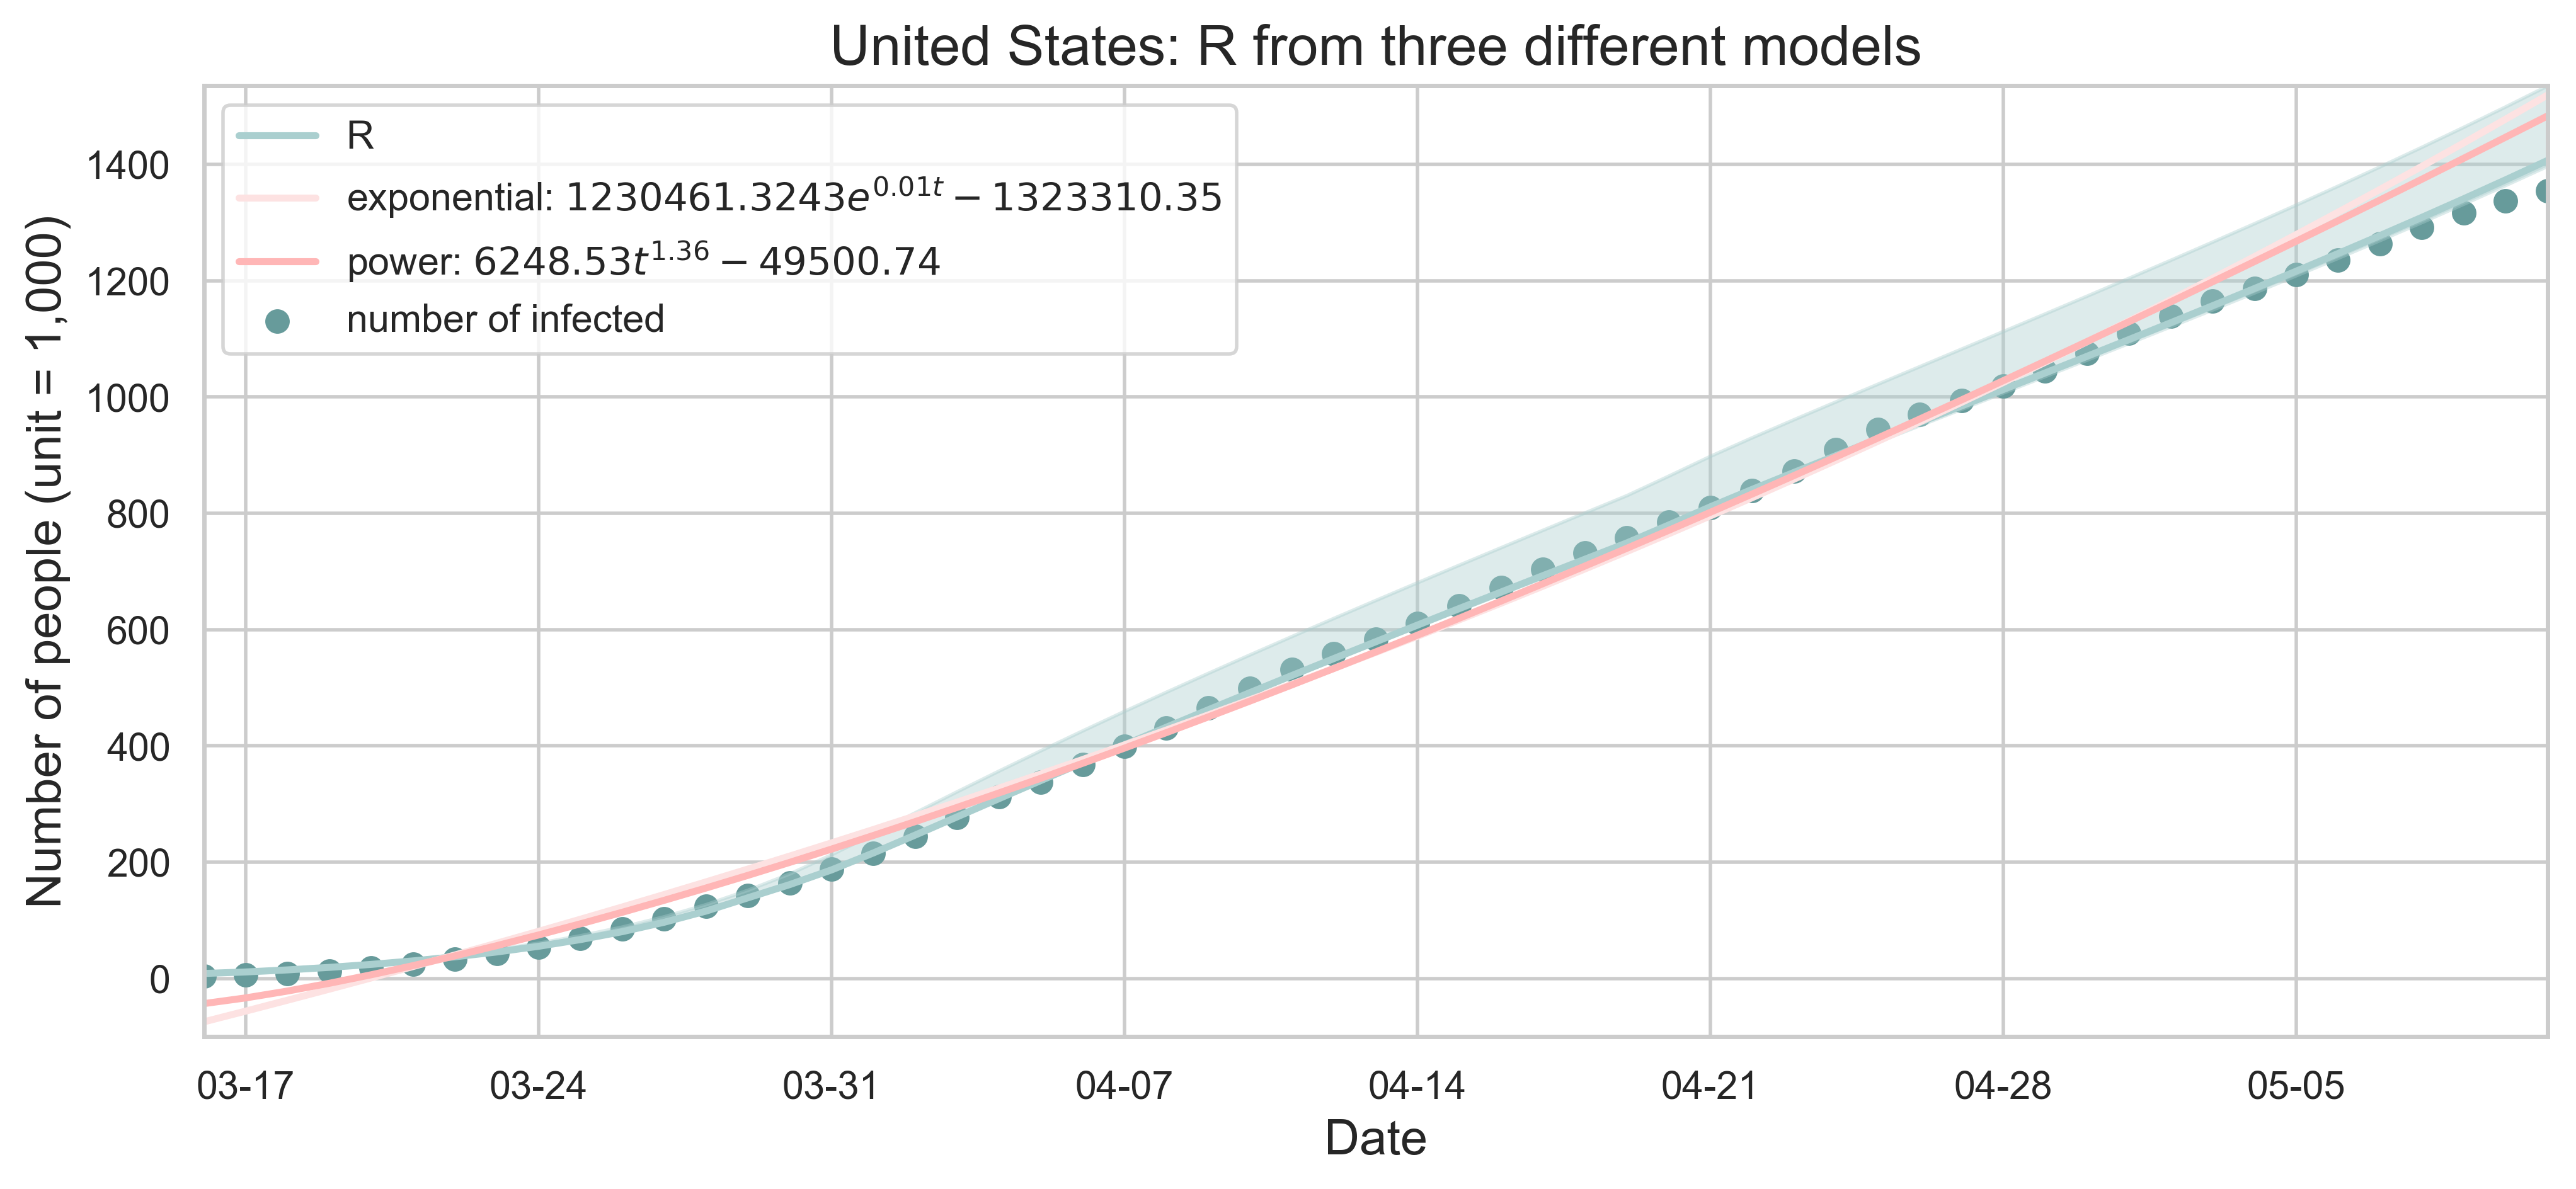 United States: R from three different models
R
exponential: 1230461.3243e^{0.01t} − 1323310.35
power: 6248.53t^{1.36} − 49500.74
number of infected
Number of people (unit = 1,000)
1400
1200
1000
800
600
400
200
0
03-17 03-24 03-31 04-07 04-14 04-21 04-28 05-05
Date